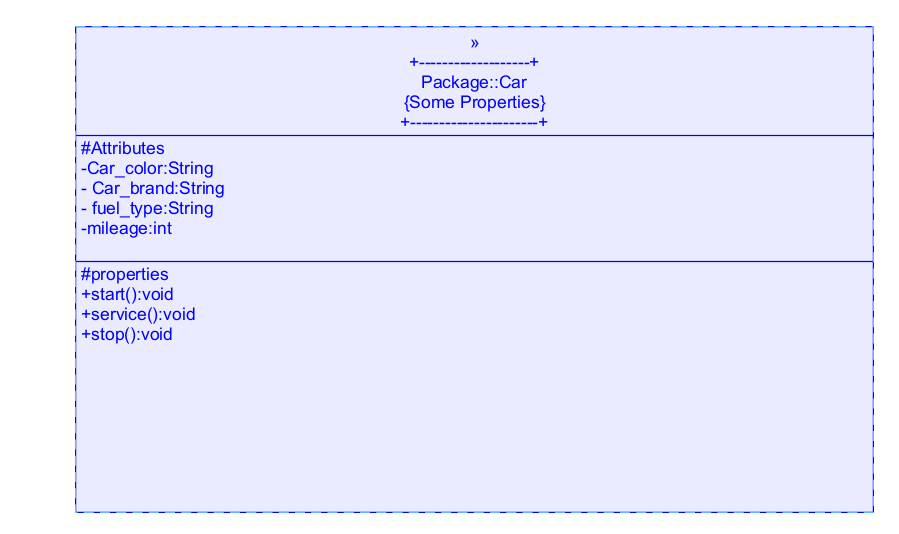 »
+-------------------+
Package::Car
{Some Properties}
+----------------------+
#Attributes
-Car_color:String
- Car_brand:String
- fuel_type:String
-mileage:int
#properties
+start():void
+service():void
+stop():void